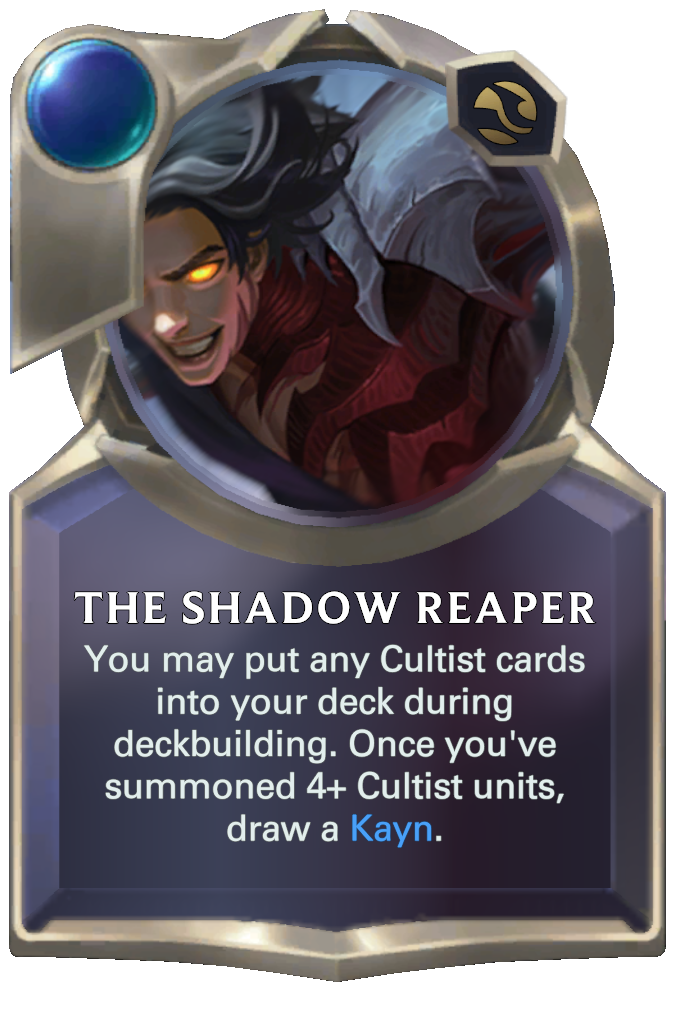 THE SHADOW REAPER
You may put any Cultist cards
into your deck during
deckbuilding. Once you've
summoned 4+ Cultist units,
draw a Kayn.